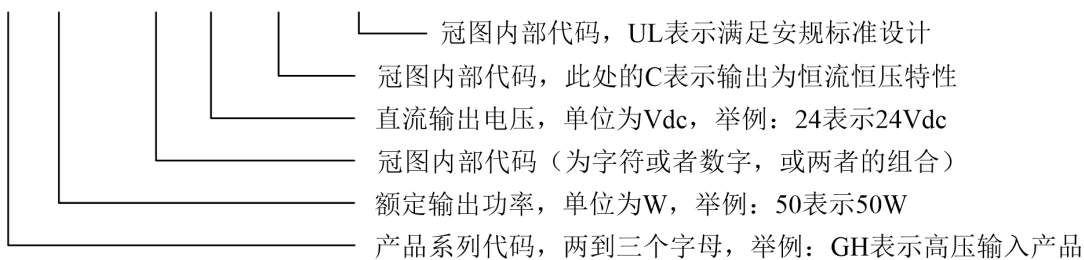 冠图内部代码，UL表示满足安规标准设计
冠图内部代码，此处的C表示输出为恒流恒压特性
直流输出电压，单位为Vdc，举例：24表示24Vdc
冠图内部代码（为字符或者数字，或两者的组合）
额定输出功率，单位为W，举例：50表示50W
产品系列代码，两到三个字母，举例：GH表示高压输入产品